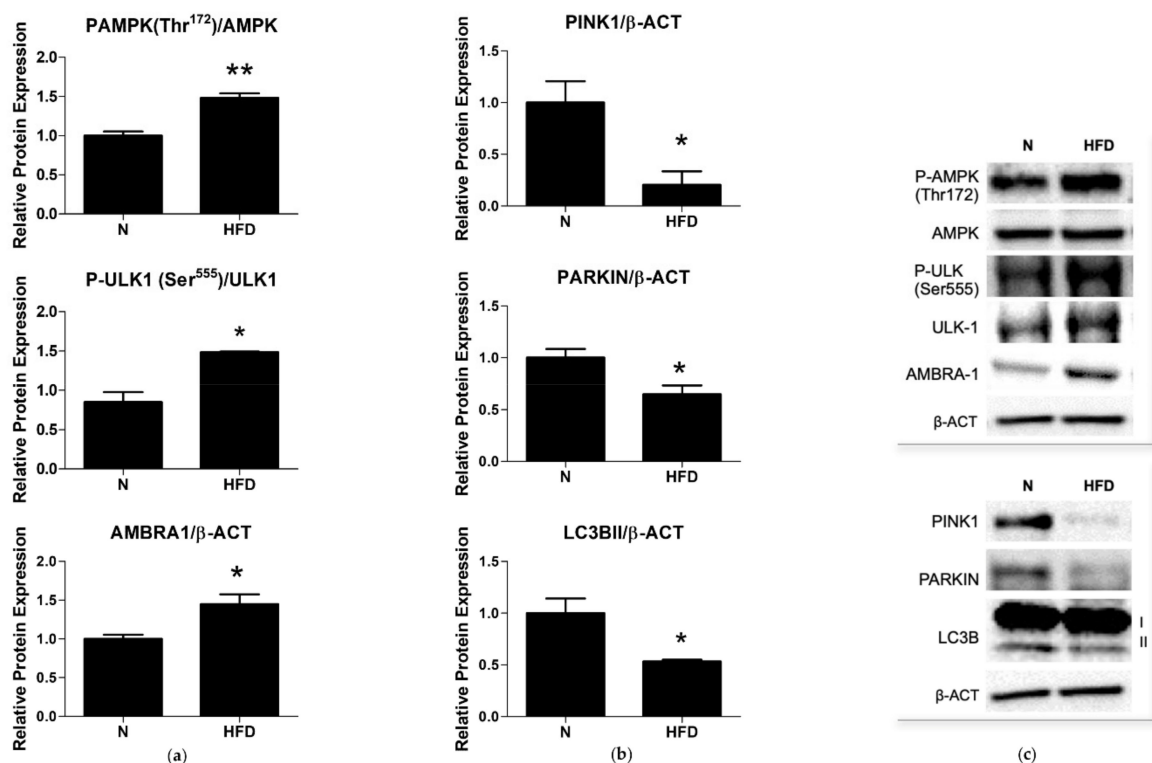 PAMPK(Thr172)/AMPK
Relative Protein Expression
2.0
1.5
1.0
0.5
0.0
**
N HFD
P-ULK1 (Ser555)/ULK1
Relative Protein Expression
2.0
1.5
1.0
0.5
0.0
*
N HFD
AMBRA1/β-ACT
Relative Protein Expression
2.0
1.5
1.0
0.5
0.0
*
N HFD
(a)
PINK1/β-ACT
Relative Protein Expression
1.5
1.0
0.5
0.0
*
N HFD
PARKIN/β-ACT
Relative Protein Expression
1.5
1.0
0.5
0.0
*
N HFD
LC3BII/β-ACT
Relative Protein Expression
1.5
1.0
0.5
0.0
*
N HFD
(b)
N HFD
P-AMPK
(Thr172)
AMPK
P-ULK
(Ser555)
ULK-1
AMBRA-1
β-ACT
N HFD
PINK1
PARKIN
LC3B
I
II
β-ACT
(c)